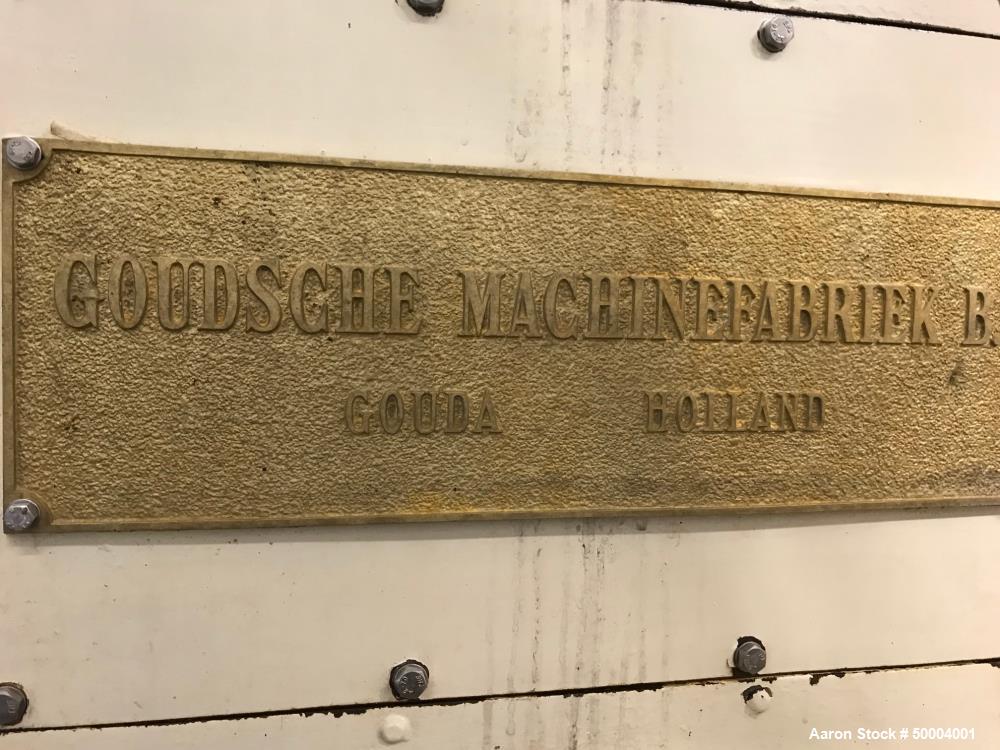 GOUDSCHE MACHINEFABRIEK B.
GOUDA HOLLAND
Aaron Stock # 50004001